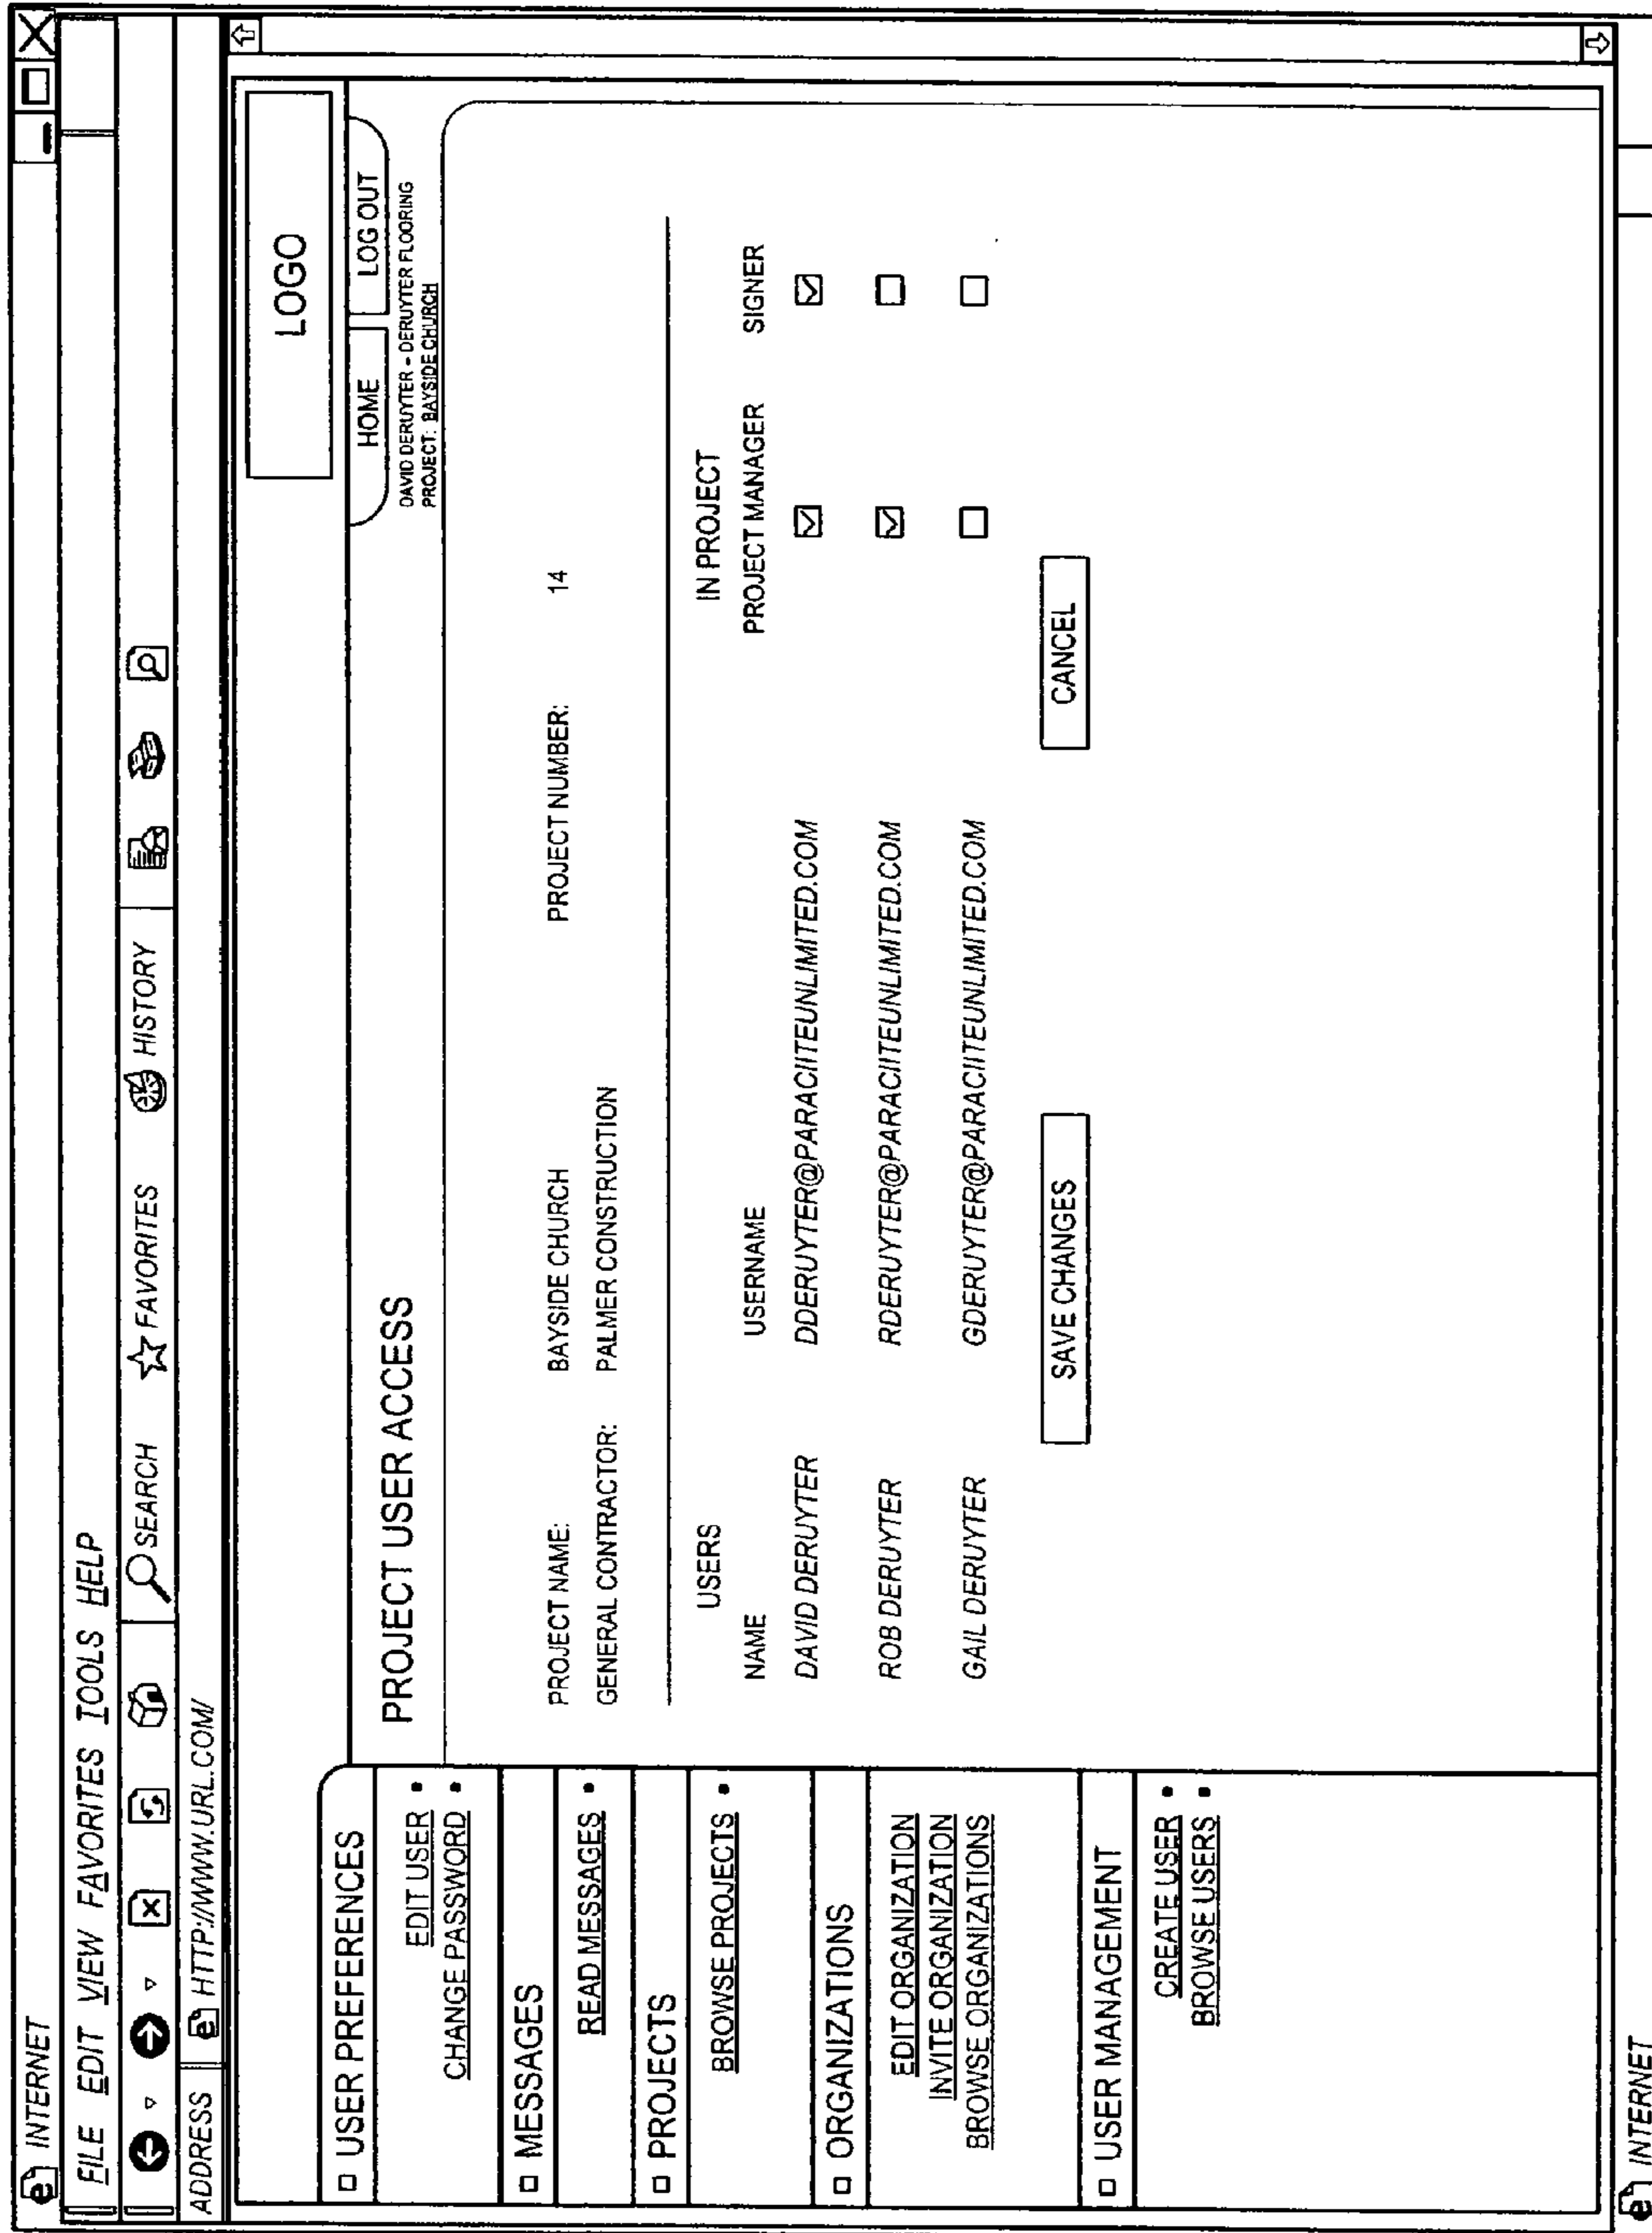 INTERNET
FILE EDIT VIEW FAVORITES TOOLS HELP
SEARCH FAVORITES HISTORY
ADDRESS HTTP://WWW.URL.COM/
LOGO
HOME LOG OUT
DAVID DERUYTER - DERUYTER FLOORING
PROJECT: BAYSIDE CHURCH
USER PREFERENCES
EDIT USER
CHANGE PASSWORD
MESSAGES
READ MESSAGES
PROJECTS
BROWSE PROJECTS
ORGANIZATIONS
EDIT ORGANIZATION
INVITE ORGANIZATION
BROWSE ORGANIZATIONS
USER MANAGEMENT
CREATE USER
BROWSE USERS
PROJECT USER ACCESS
PROJECT NAME: BAYSIDE CHURCH PROJECT NUMBER: 14
GENERAL CONTRACTOR: PALMER CONSTRUCTION
USERS IN PROJECT
NAME USERNAME PROJECT MANAGER SIGNER
DAVID DERUYTER DDERUYTER@PARACIITEUNLIMITED.COM
ROB DERUYTER RDERUYTER@PARACIITEUNLIMITED.COM
GAIL DERUYTER GDERUYTER@PARACIITEUNLIMITED.COM
SAVE CHANGES CANCEL
INTERNET